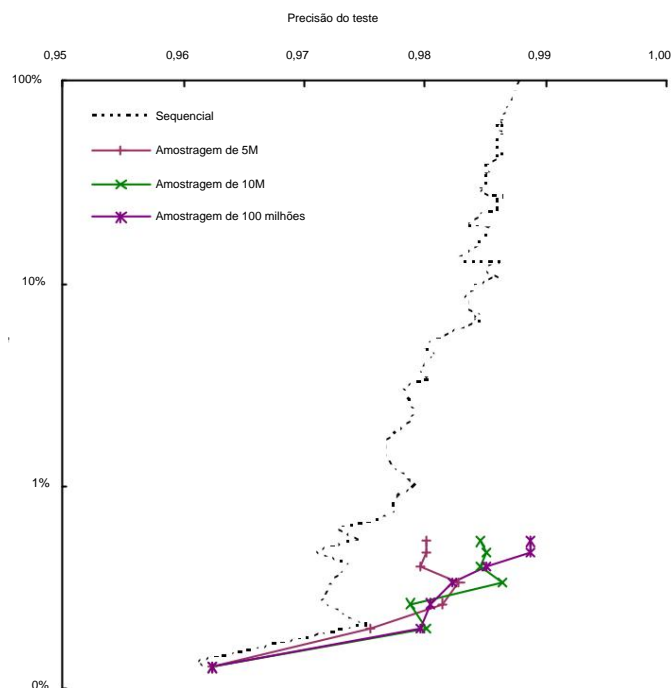 Precisão do teste
0,95 0,96 0,97 0,98 0,99 1,00
100%
Sequencial
Amostragem de 5M
Amostragem de 10M
Amostragem de 100 milhões
10%
1%
0%